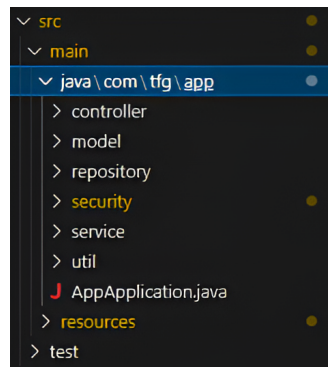 src
main
java\com\tfg\app
controller
model
repository
security
service
util
J AppApplication.java
resources
test